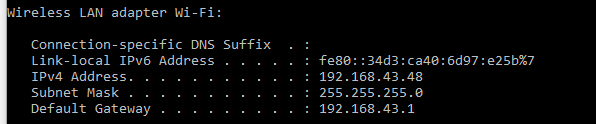 Wireless LAN adapter Wi-Fi:
Connection-specific DNS Suffix  . :
Link-local IPv6 Address . . . . . : fe80::34d3:ca40:6d97:e25b%7
IPv4 Address. . . . . . . . . . . : 192.168.43.48
Subnet Mask . . . . . . . . . . . : 255.255.255.0
Default Gateway . . . . . . . . . : 192.168.43.1